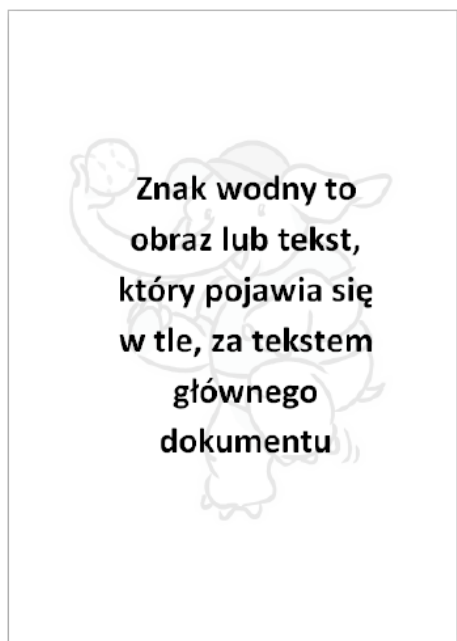 Znak wodny to
obraz lub tekst,
który pojawia się
w tle, za tekstem
głównego
dokumentu